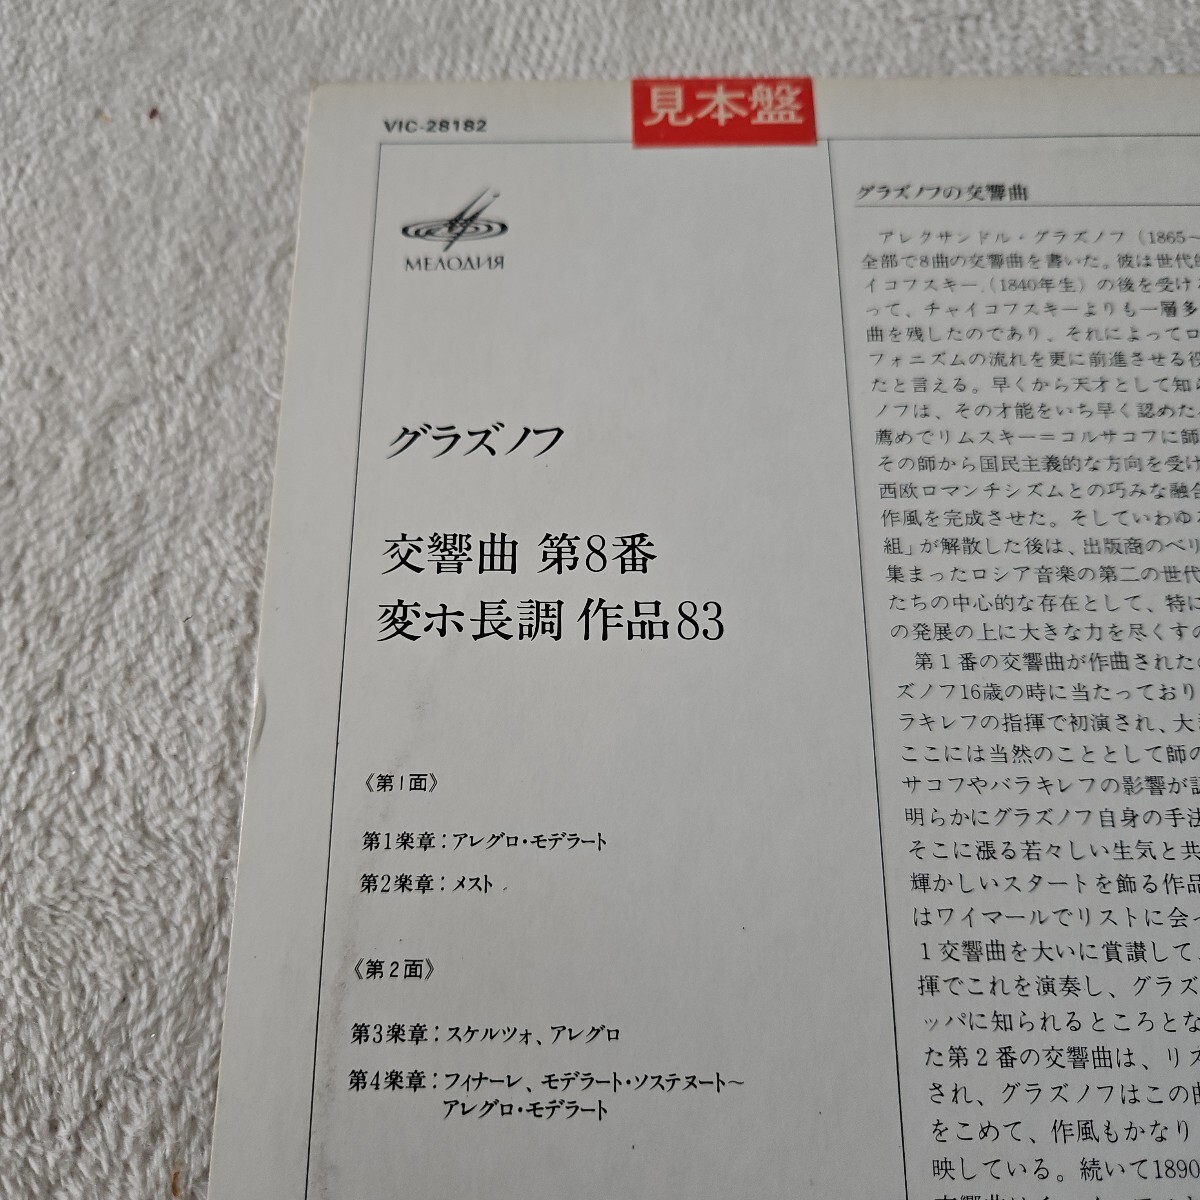 VIC-28182
見本盤
МЕЛОДИЯ
グラズノフ
交響曲 第8番
変ホ長調 作品83
《第1面》
第1楽章：アレグロ・モデラート
第2楽章：メスト
《第2面》
第3楽章：スケルツォ、アレグロ
第4楽章：フィナーレ、モデラート・ソステヌート〜
アレグロ・モデラート
グラズノフの交響曲
アレクサンドル・グラズノフ（1865〜
全部で8曲の交響曲を書いた。彼は世代的
イコフスキー（1840年生）の後を受ける
って、チャイコフスキーよりも一層多
曲を残したのであり、それによってロ
フォニズムの流れを更に前進させる役
たと言える。早くから天才として知ら
ノフは、その才能をいち早く認めたバ
薦めでリムスキー＝コルサコフに師
その師から国民主義的な方向を受け
西欧ロマンチシズムとの巧みな融合
作風を完成させた。そしていわゆる
組」が解散した後は、出版商のベリ
集まったロシア音楽の第二の世代
たちの中心的な存在として、特に
の発展の上に大きな力を尽くすの
第1番の交響曲が作曲されたの
ズノフ16歳の時に当たっており
ラキレフの指揮で初演され、大
ここには当然のこととして師の
サコフやバラキレフの影響が認
明らかにグラズノフ自身の手法
そこに漲る若々しい生気と共
輝かしいスタートを飾る作品
はワイマールでリストに会っ
1交響曲を大いに賞讃して
揮でこれを演奏し、グラズ
ッパに知られるところとな
た第2番の交響曲は、リス
され、グラズノフはこの曲
をこめて、作風もかなり
映している。続いて1890